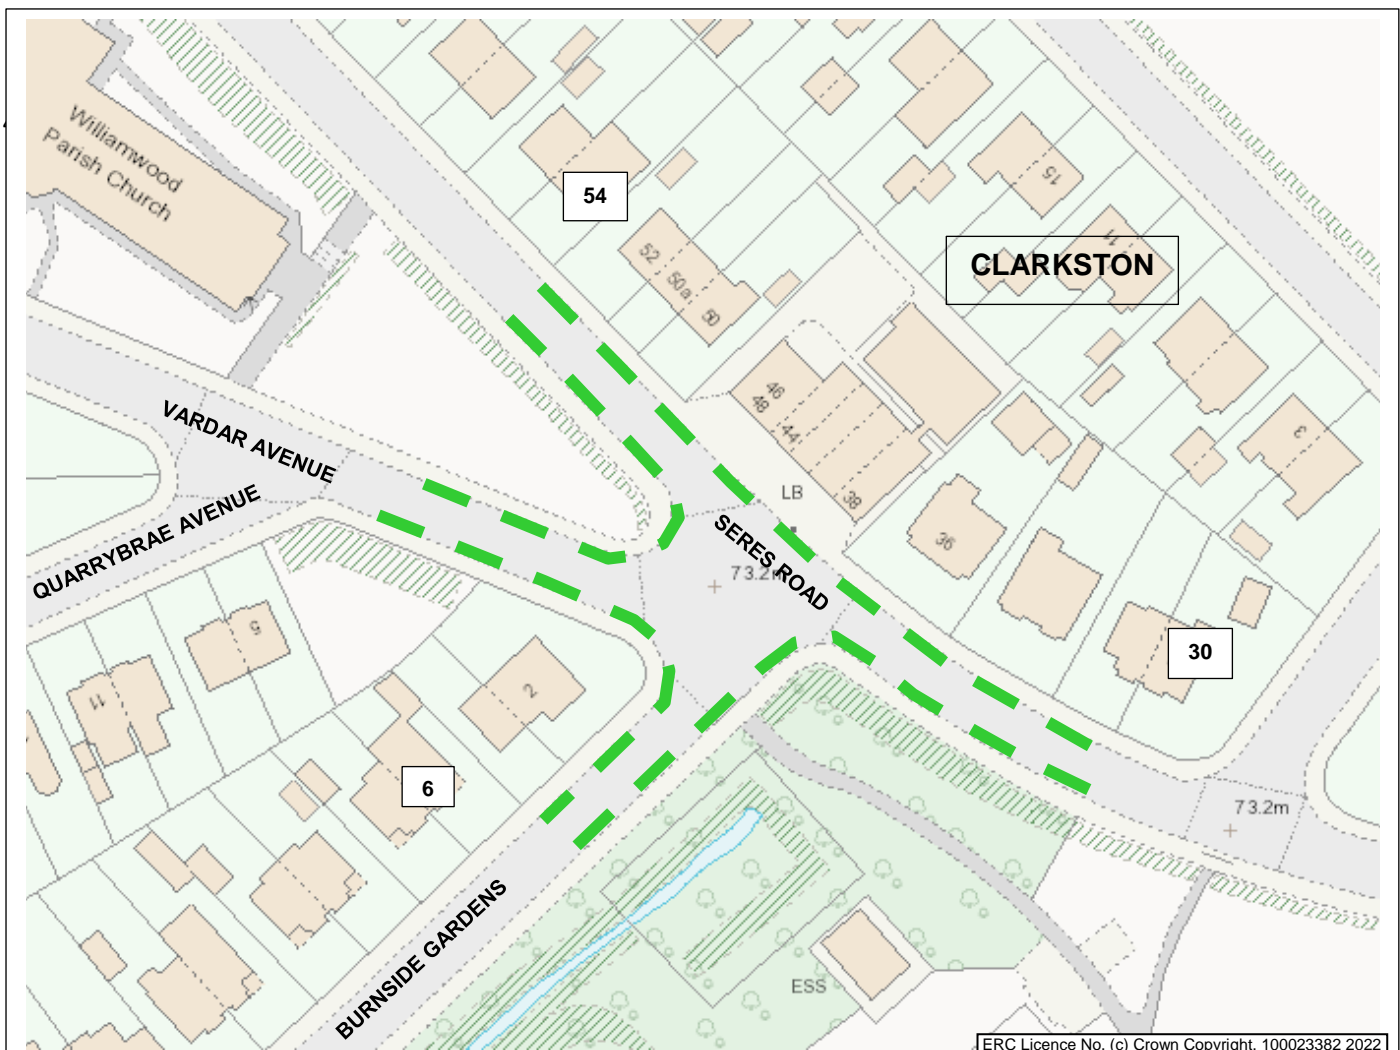 Williamwood
Parish Church
54
52
50a
50
15
11
CLARKSTON
46
48
44
38
3
VARDAR AVENUE
QUARRYBRAE AVENUE
LB
SERES ROAD
36
73.2m
30
5
11
2
6
73.2m
BURNSIDE GARDENS
ESS
ERC Licence No. (c) Crown Copyright. 100023382 2022